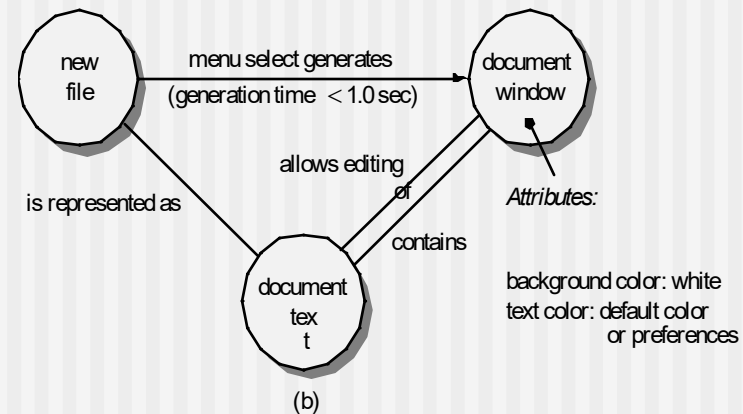 new
file
menu select generates
(generation time < 1.0 sec)
document
window
is represented as
allows editing
of
contains
Attributes:
background color: white
text color: default color
or preferences
document
tex
t
(b)